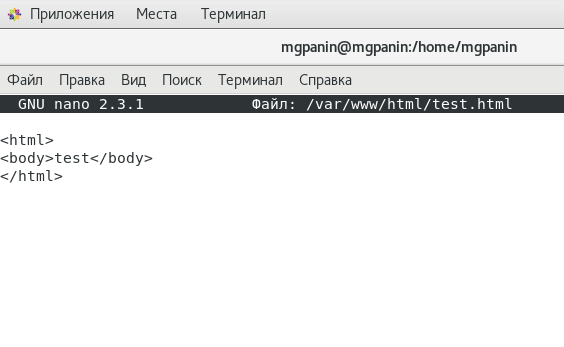 Приложения Места Терминал
mgpanin@mgpanin:/home/mgpanin
Файл Правка Вид Поиск Терминал Справка
GNU nano 2.3.1 Файл: /var/www/html/test.html
<html>
<body>test</body>
</html>